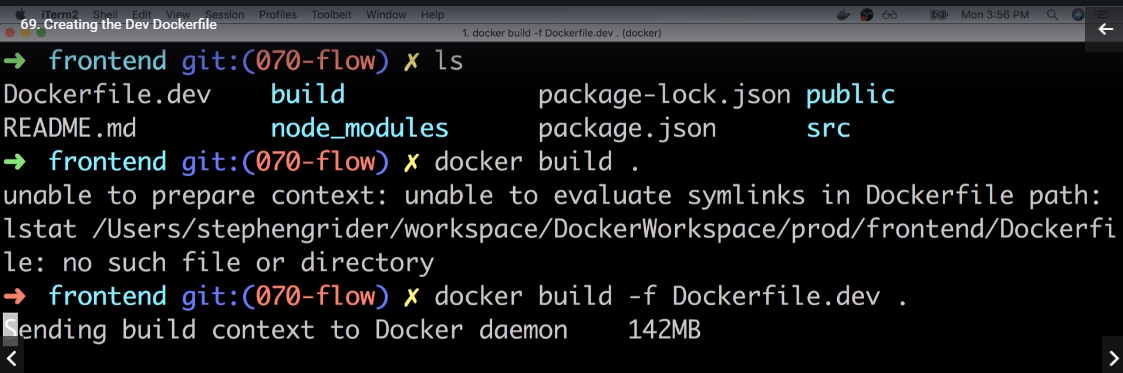 iTerm2 Shell Edit View Session Profiles Toolbelt Window Help Mon 3:56 PM
69. Creating the Dev Dockerfile
1. docker build -f Dockerfile.dev . (docker)
➜ frontend git:(070-flow) ✗ ls
Dockerfile.dev build package-lock.json public
README.md node_modules package.json src
➜ frontend git:(070-flow) ✗ docker build .
unable to prepare context: unable to evaluate symlinks in Dockerfile path:
lstat /Users/stephengrider/workspace/DockerWorkspace/prod/frontend/Dockerfi
le: no such file or directory
➜ frontend git:(070-flow) ✗ docker build -f Dockerfile.dev .
Sending build context to Docker daemon 142MB